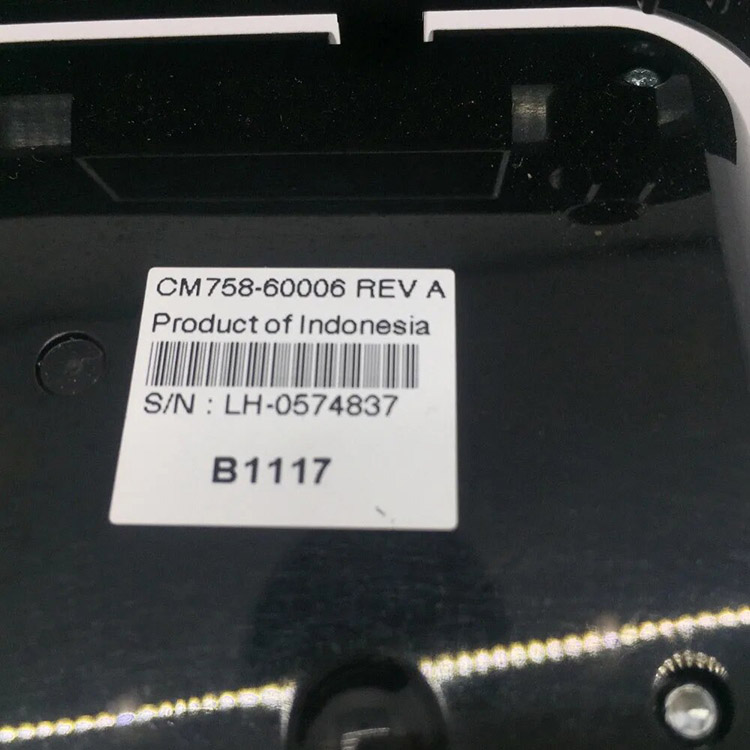 CM758-60006 REV A
Product of Indonesia
S/N : LH-0574837
B1117